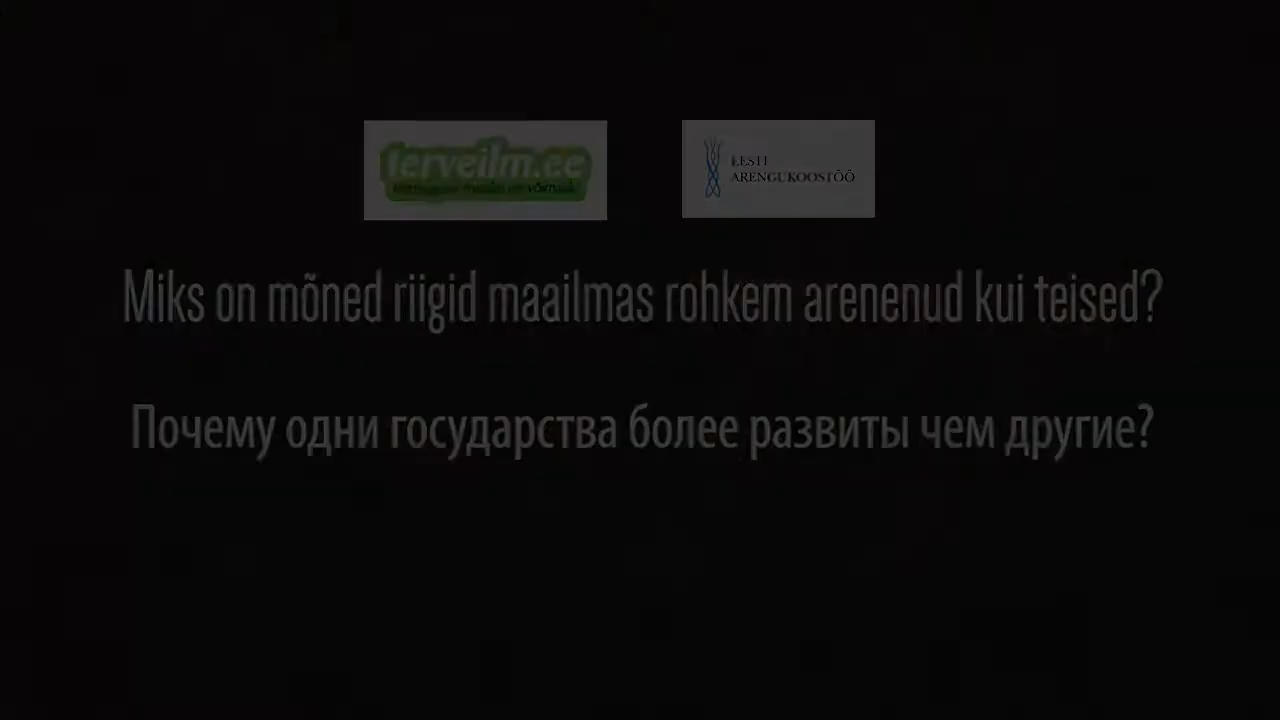 terveilm.ee
EESTI
ARENGUKOOSTÖÖ
Miks on mõned riigid maailmas rohkem arenenud kui teised?
Почему одни государства более развиты чем другие?